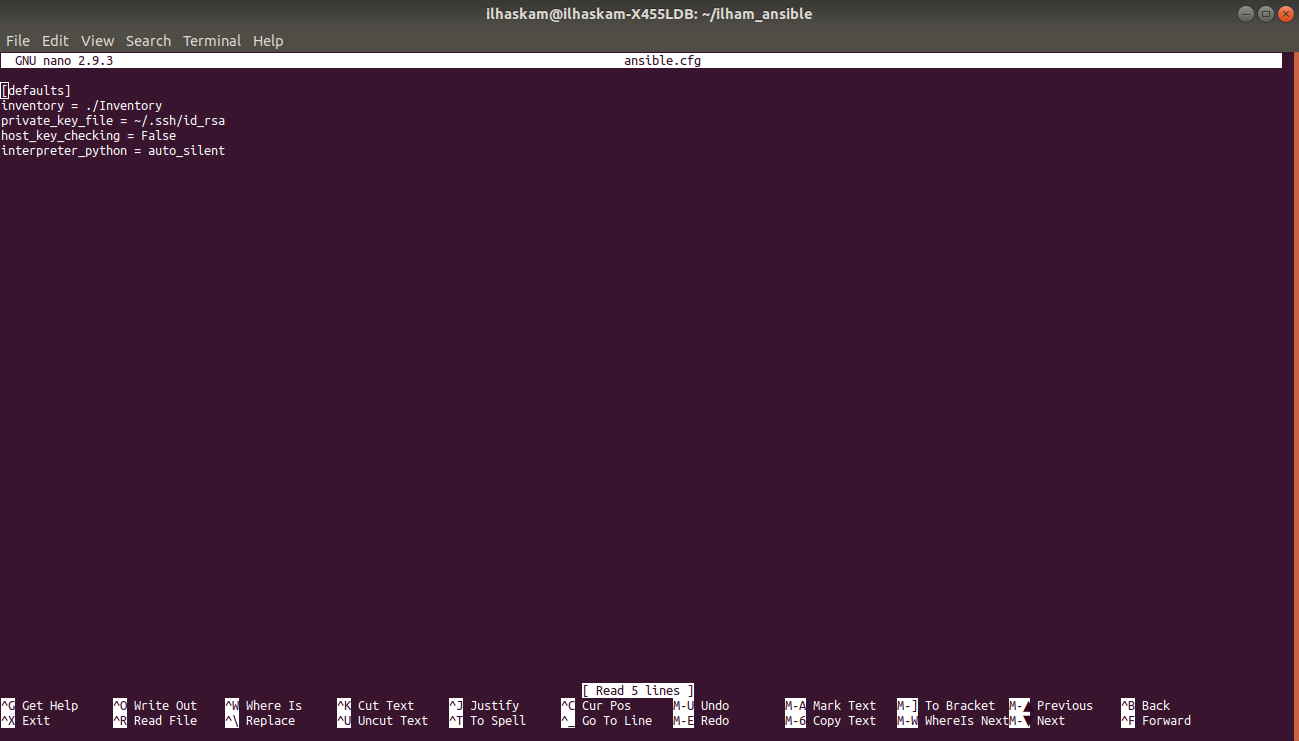 ilhaskam@ilhaskam-X455LDB: ~/ilham_ansible
File Edit View Search Terminal Help
GNU nano 2.9.3 ansible.cfg
[defaults]
inventory = ./Inventory
private_key_file = ~/.ssh/id_rsa
host_key_checking = False
interpreter_python = auto_silent
[ Read 5 lines ]
^G Get Help ^O Write Out ^W Where Is ^K Cut Text ^J Justify ^C Cur Pos M-U Undo M-A Mark Text M-] To Bracket M-▲ Previous ^B Back
^X Exit ^R Read File ^\ Replace ^U Uncut Text ^T To Spell ^_ Go To Line M-E Redo M-6 Copy Text M-W WhereIs Next M-▼ Next ^F Forward